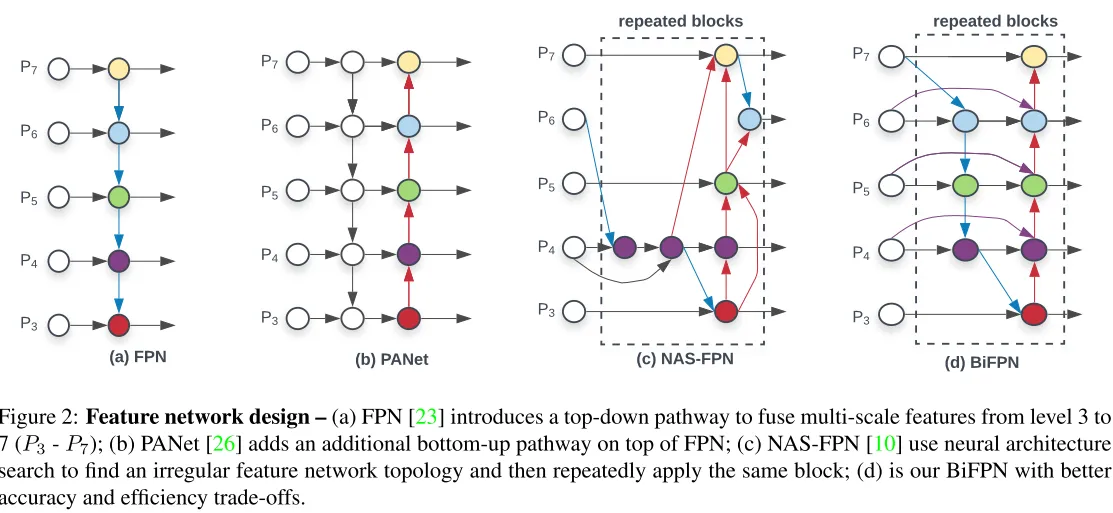 repeated blocks
repeated blocks
P7
P6
P5
P4
P3
(a) FPN
P7
P6
P5
P4
P3
(b) PANet
P7
P6
P5
P4
P3
(c) NAS-FPN
P7
P6
P5
P4
P3
(d) BiFPN
Figure 2: Feature network design – (a) FPN [23] introduces a top-down pathway to fuse multi-scale features from level 3 to
7 (P3 - P7); (b) PANet [26] adds an additional bottom-up pathway on top of FPN; (c) NAS-FPN [10] use neural architecture
search to find an irregular feature network topology and then repeatedly apply the same block; (d) is our BiFPN with better
accuracy and efficiency trade-offs.